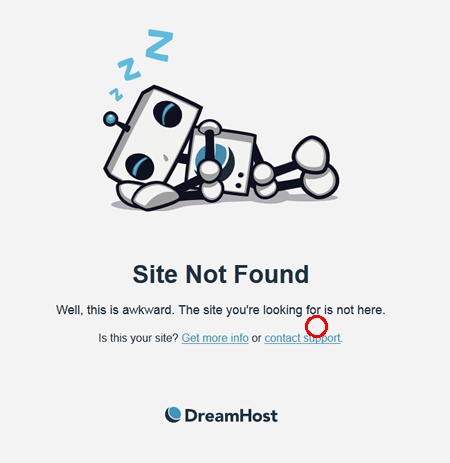 z z Z
Site Not Found
Well, this is awkward. The site you're looking for is not here.
Is this your site? Get more info or contact support.
DreamHost